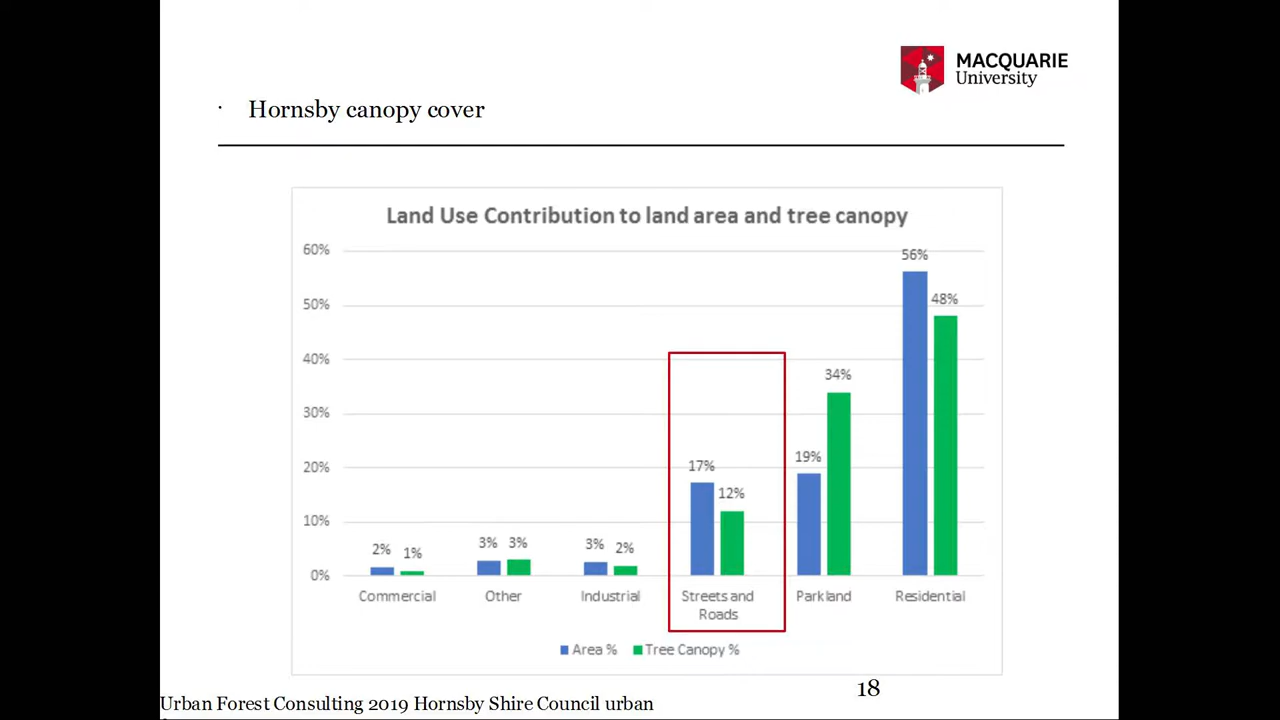 MACQUARIE
University
· Hornsby canopy cover
Land Use Contribution to land area and tree canopy
60%
50%
40%
30%
20%
10%
0%
2% 1%
3% 3%
3% 2%
17% 12%
19% 34%
56% 48%
Commercial Other Industrial Streets and Parkland Residential
Roads
Area % Tree Canopy %
18
Urban Forest Consulting 2019 Hornsby Shire Council urban